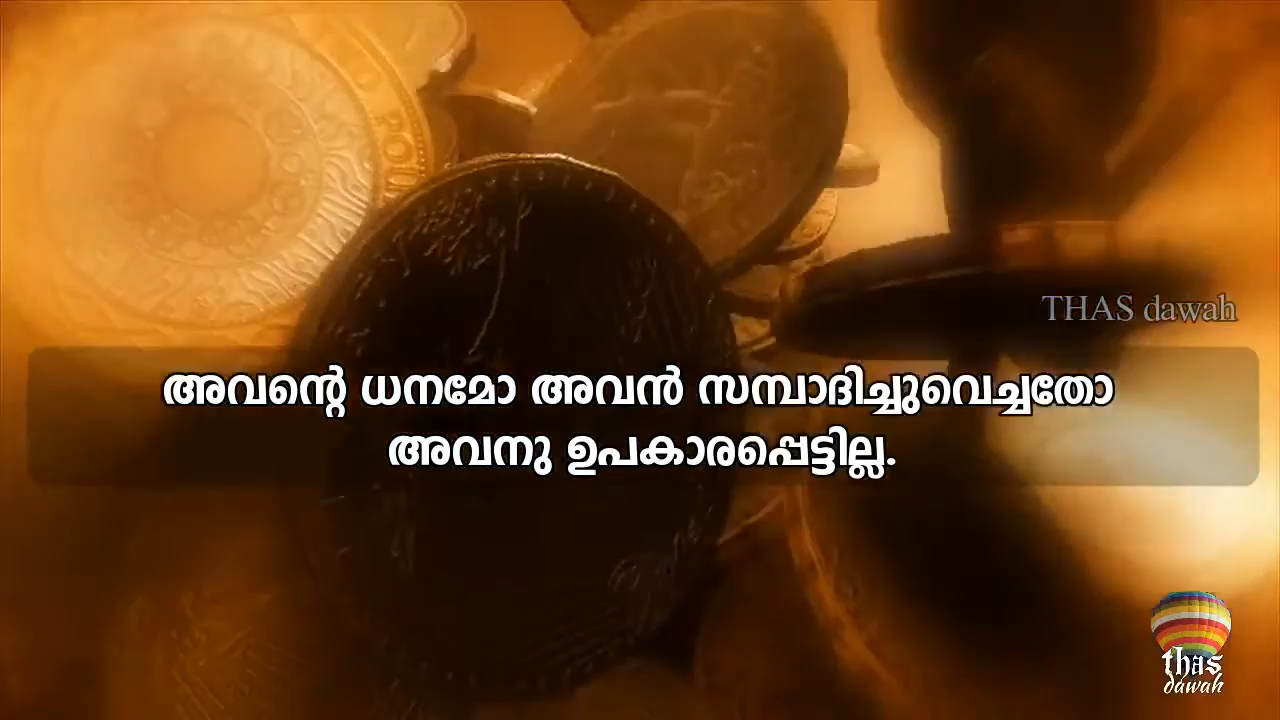 THAS dawah
അവന്റെ ധനമോ അവൻ സമ്പാദിച്ചുവെച്ചതോ
അവനു ഉപകാരപ്പെട്ടില്ല.
thas
dawah